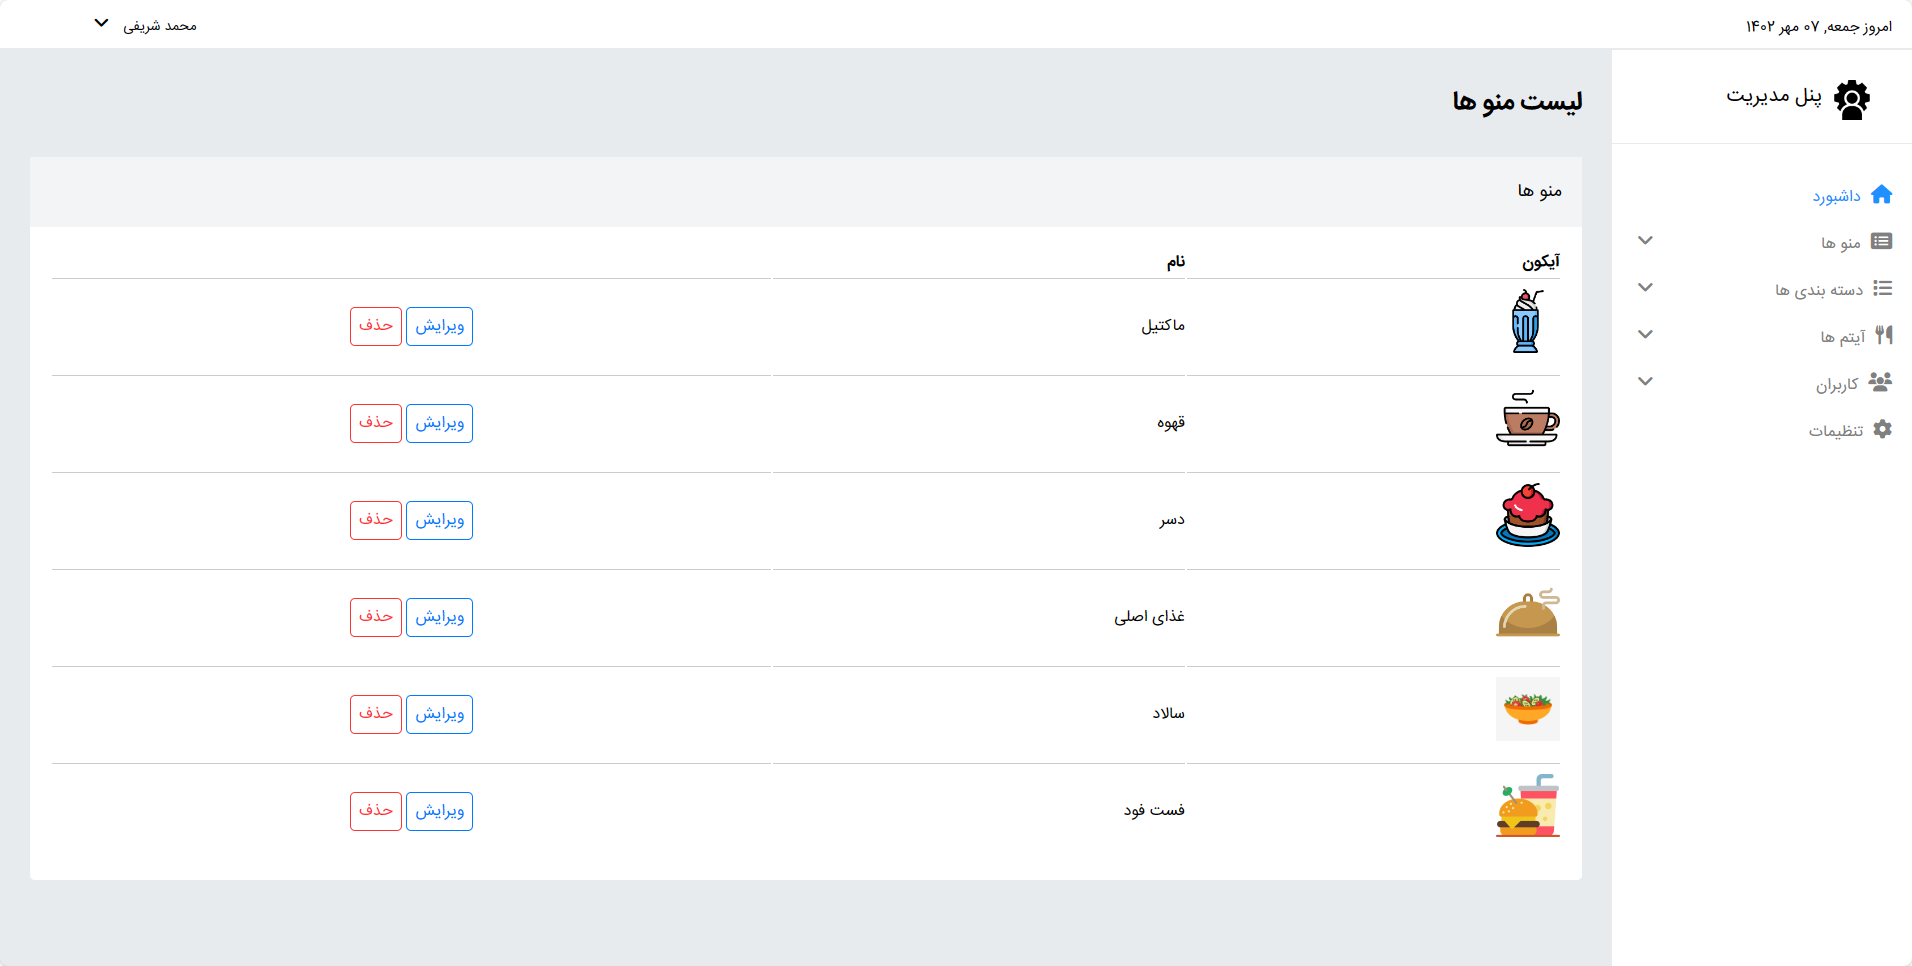 امروز جمعه, ۰۷ مهر ۱۴۰۲
محمد شریفی
پنل مدیریت
داشبورد
منو ها
دسته بندی ها
آیتم ها
کاربران
تنظیمات
لیست منو ها
منو ها
آیکون نام
ماکتیل ویرایش حذف
قهوه ویرایش حذف
دسر ویرایش حذف
غذای اصلی ویرایش حذف
سالاد ویرایش حذف
فست فود ویرایش حذف